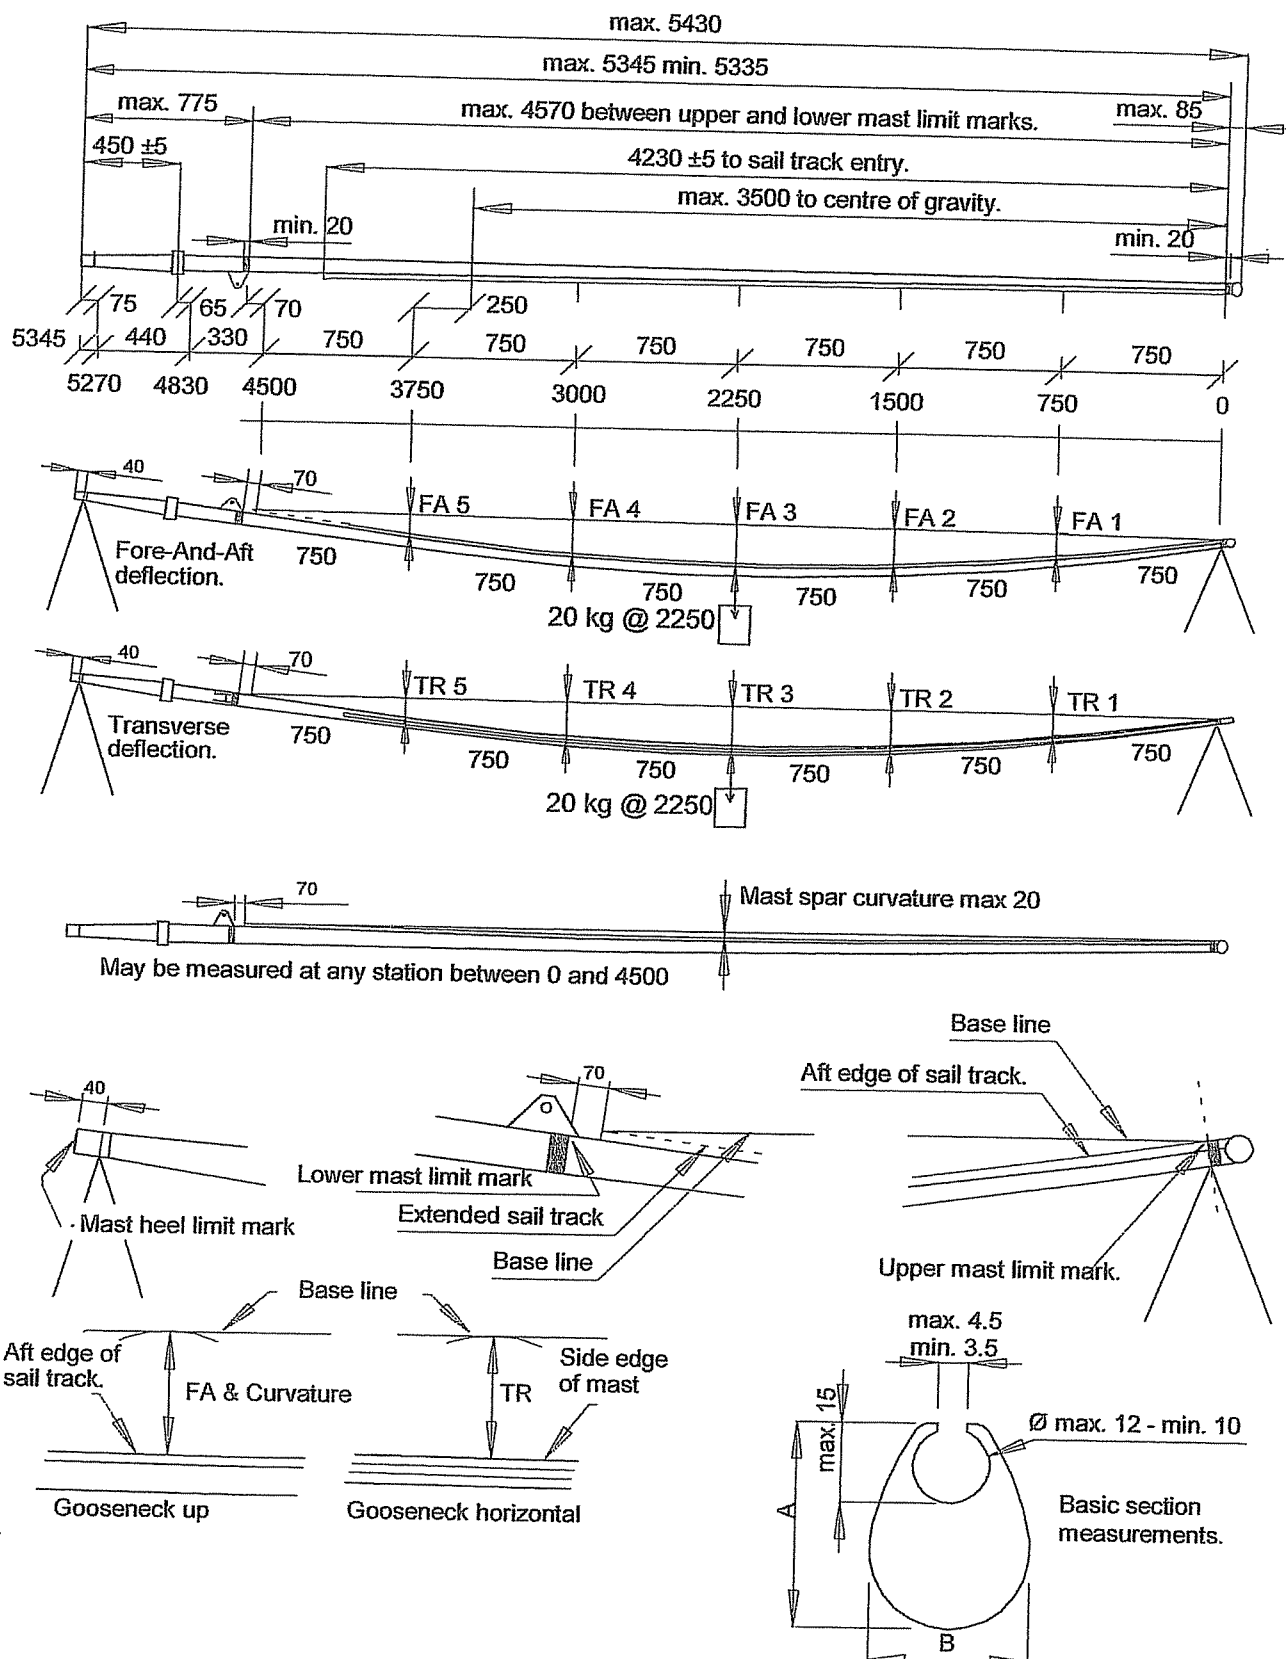 max. 5430
max. 5345 min. 5335
max. 775
max. 4570 between upper and lower mast limit marks.
max. 85
450 ±5
4230 ±5 to sail track entry.
max. 3500 to centre of gravity.
min. 20
min. 20
75
65
70
250
5345
440
330
750
750
750
750
750
750
5270
4830
4500
3750
3000
2250
1500
750
0
40
70
FA 5
FA 4
FA 3
FA 2
FA 1
Fore-And-Aft
deflection.
750
750
750
750
750
750
20 kg @ 2250
40
70
TR 5
TR 4
TR 3
TR 2
TR 1
Transverse
deflection.
750
750
750
750
750
750
20 kg @ 2250
70
Mast spar curvature max 20
May be measured at any station between 0 and 4500
Base line
Aft edge of sail track.
40
70
Lower mast limit mark
Extended sail track
Mast heel limit mark
Base line
Upper mast limit mark.
Base line
Aft edge of
sail track.
FA & Curvature
TR
Side edge
of mast
Gooseneck up
Gooseneck horizontal
max. 4.5
min. 3.5
max. 15
Ø max. 12 - min. 10
A
Basic section
measurements.
B